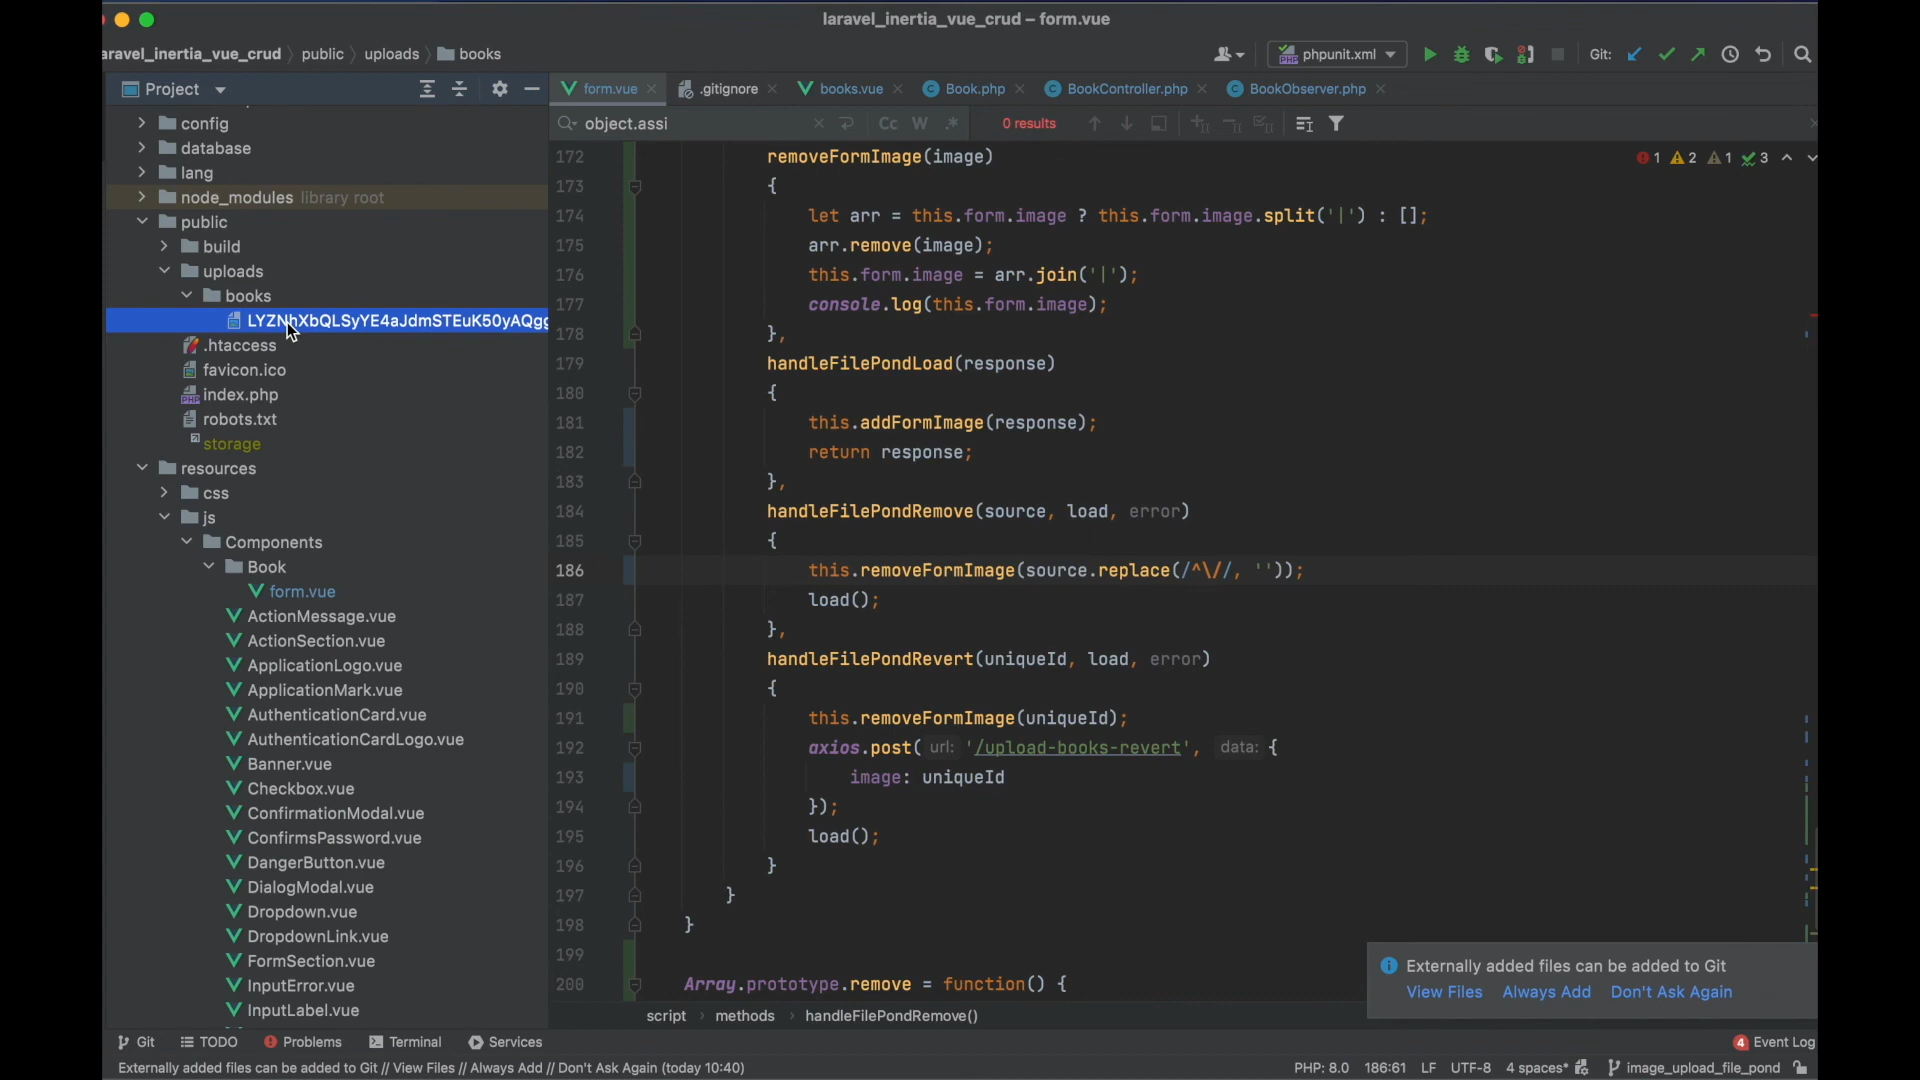 laravel_inertia_vue_crud – form.vue
aravel_inertia_vue_crud
public
uploads
books
phpunit.xml
Git:
Project
form.vue
.gitignore
books.vue
Book.php
BookController.php
BookObserver.php
object.assi
Cc
W
.*
0 results
1
2
1
3
config
database
lang
node_modules library root
public
build
uploads
books
LYZNhXbQLSyYE4aJdmSTEuK50yAQgg
.htaccess
favicon.ico
index.php
robots.txt
storage
resources
css
js
Components
Book
form.vue
ActionMessage.vue
ActionSection.vue
ApplicationLogo.vue
ApplicationMark.vue
AuthenticationCard.vue
AuthenticationCardLogo.vue
Banner.vue
Checkbox.vue
ConfirmationModal.vue
ConfirmsPassword.vue
DangerButton.vue
DialogModal.vue
Dropdown.vue
DropdownLink.vue
FormSection.vue
InputError.vue
InputLabel.vue
172 removeFormImage(image)
173 {
174 let arr = this.form.image ? this.form.image.split('|') : [];
175 arr.remove(image);
176 this.form.image = arr.join('|');
177 console.log(this.form.image);
178 },
179 handleFilePondLoad(response)
180 {
181 this.addFormImage(response);
182 return response;
183 },
184 handleFilePondRemove(source, load, error)
185 {
186 this.removeFormImage(source.replace(/^\//, ''));
187 load();
188 },
189 handleFilePondRevert(uniqueId, load, error)
190 {
191 this.removeFormImage(uniqueId);
192 axios.post( url: '/upload-books-revert', data: {
193 image: uniqueId
194 });
195 load();
196 }
197 }
198 }
199
200 Array.prototype.remove = function() {
Externally added files can be added to Git
View Files Always Add Don't Ask Again
script
methods
handleFilePondRemove()
Git
TODO
Problems
Terminal
Services
4 Event Log
Externally added files can be added to Git // View Files // Always Add // Don't Ask Again (today 10:40)
PHP: 8.0
186:61
LF
UTF-8
4 spaces*
image_upload_file_pond